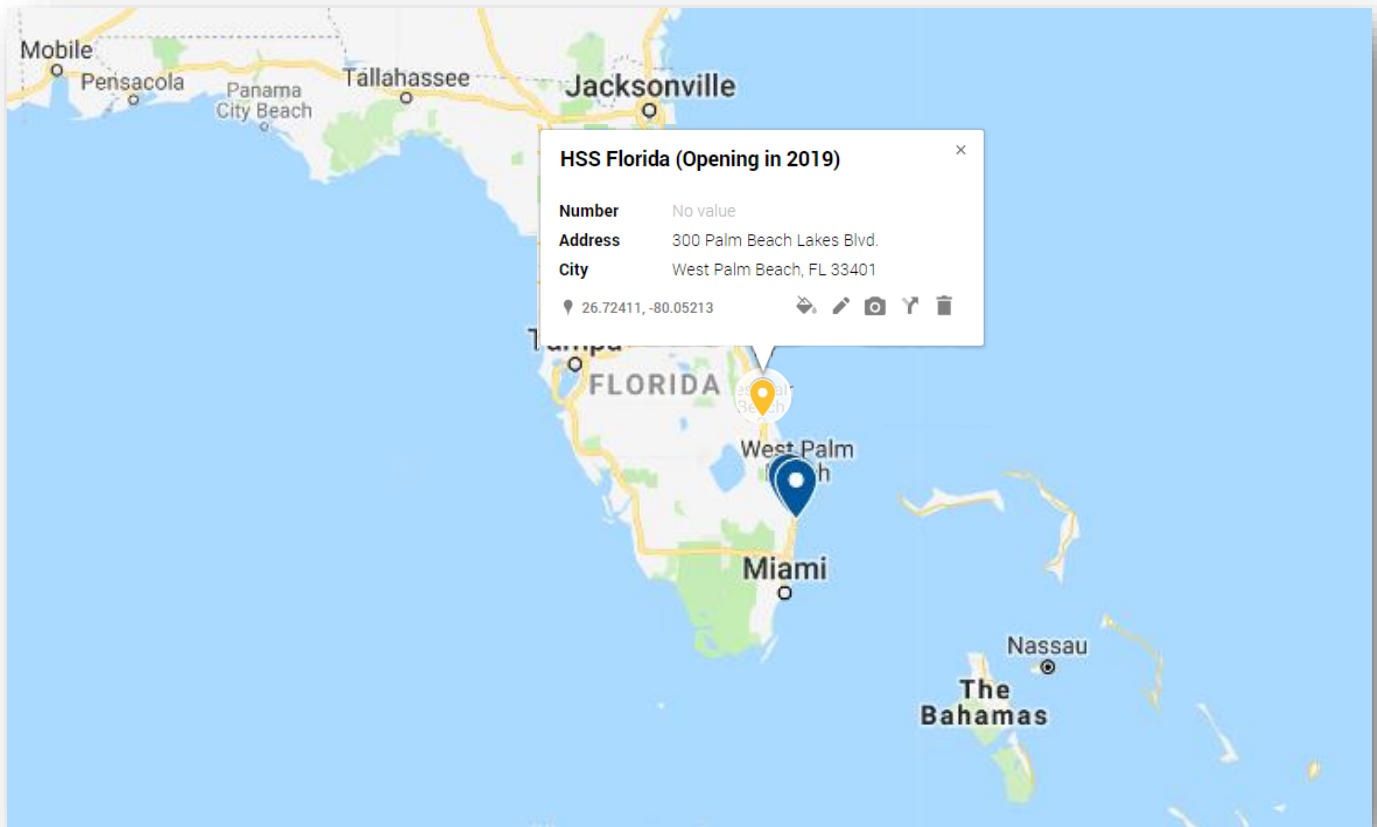 Mobile
Pensacola
Panama
City Beach
Tallahassee
Jacksonville
HSS Florida (Opening in 2019)
×
Number No value
Address 300 Palm Beach Lakes Blvd.
City West Palm Beach, FL 33401
26.72411, -80.05213
FLORIDA
West Palm
Miami
Nassau
The
Bahamas